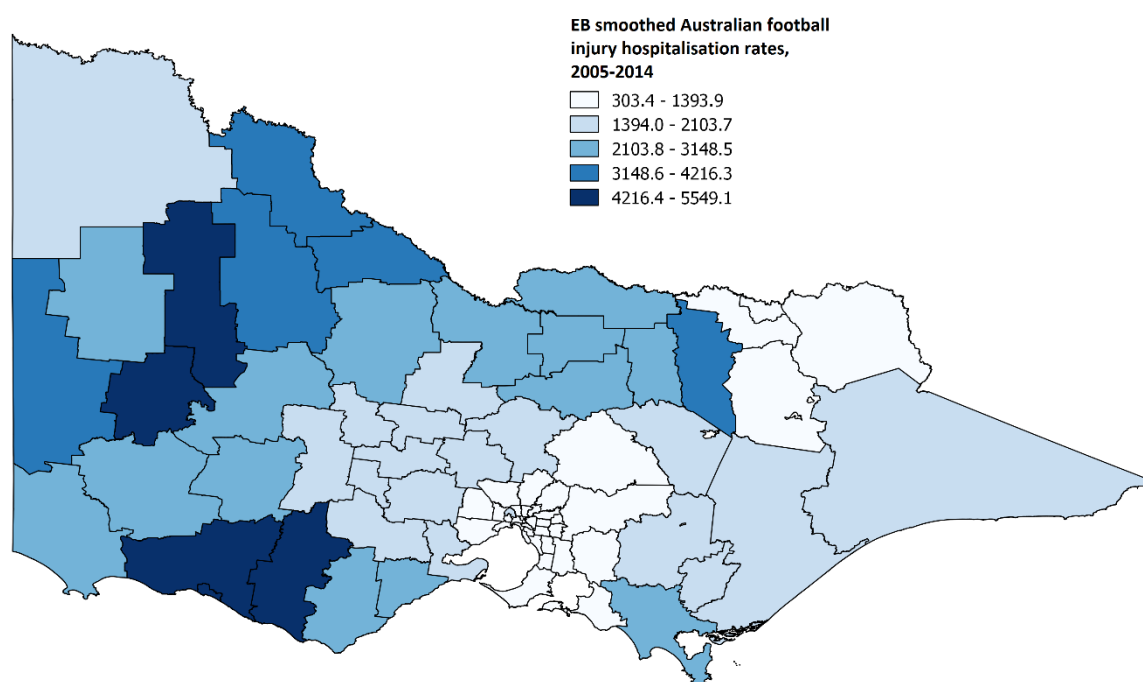 EB smoothed Australian football
injury hospitalisation rates,
2005-2014
303.4 - 1393.9
1394.0 - 2103.7
2103.8 - 3148.5
3148.6 - 4216.3
4216.4 - 5549.1